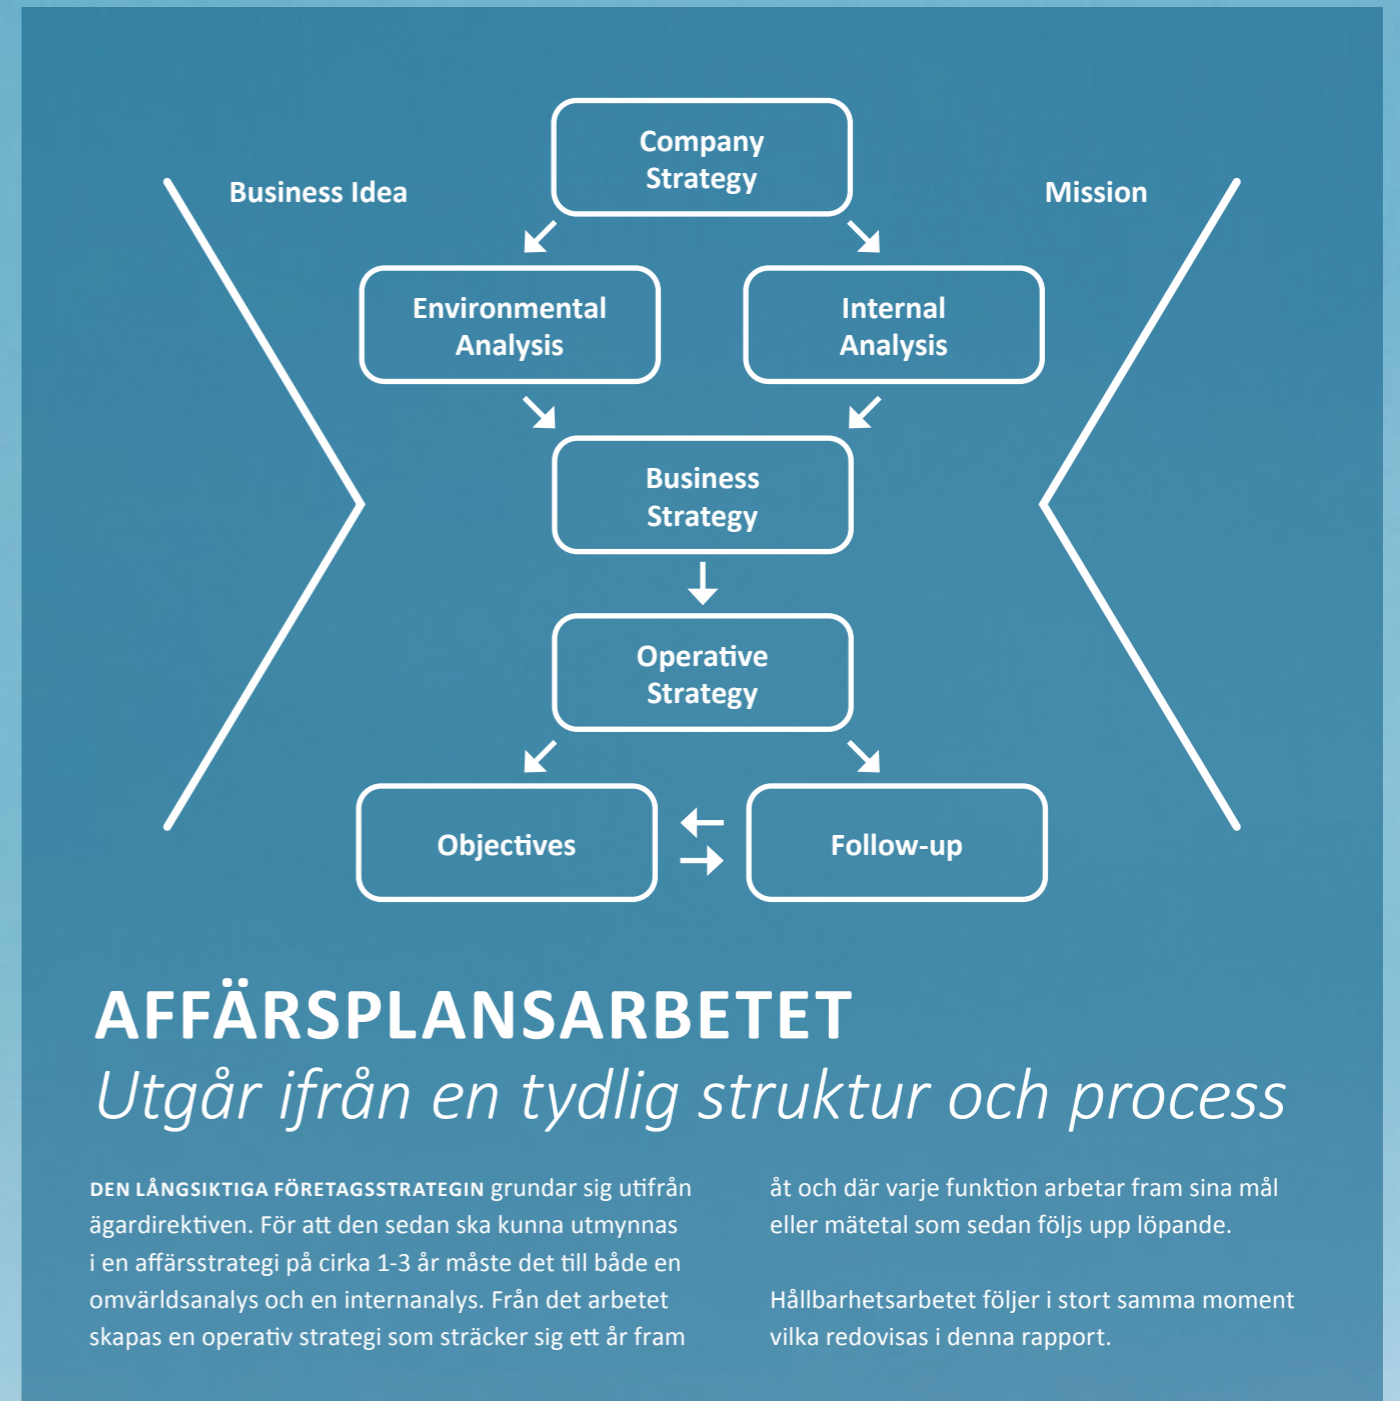 Company
Strategy
Business Idea
Mission
Environmental
Analysis
Internal
Analysis
Business
Strategy
Operative
Strategy
Objectives
Follow-up
AFFÄRSPLANSARBETET
Utgår ifrån en tydlig struktur och process
DEN LÅNGSIKTIGA FÖRETAGSSTRATEGIN grundar sig utifrån
ägardirektiven. För att den sedan ska kunna utmynnas
i en affärsstrategi på cirka 1-3 år måste det till både en
omvärldsanalys och en internanalys. Från det arbetet
skapas en operativ strategi som sträcker sig ett år fram
åt och där varje funktion arbetar fram sina mål
eller mätetal som sedan följs upp löpande.
Hållbarhetsarbetet följer i stort samma moment
vilka redovisas i denna rapport.